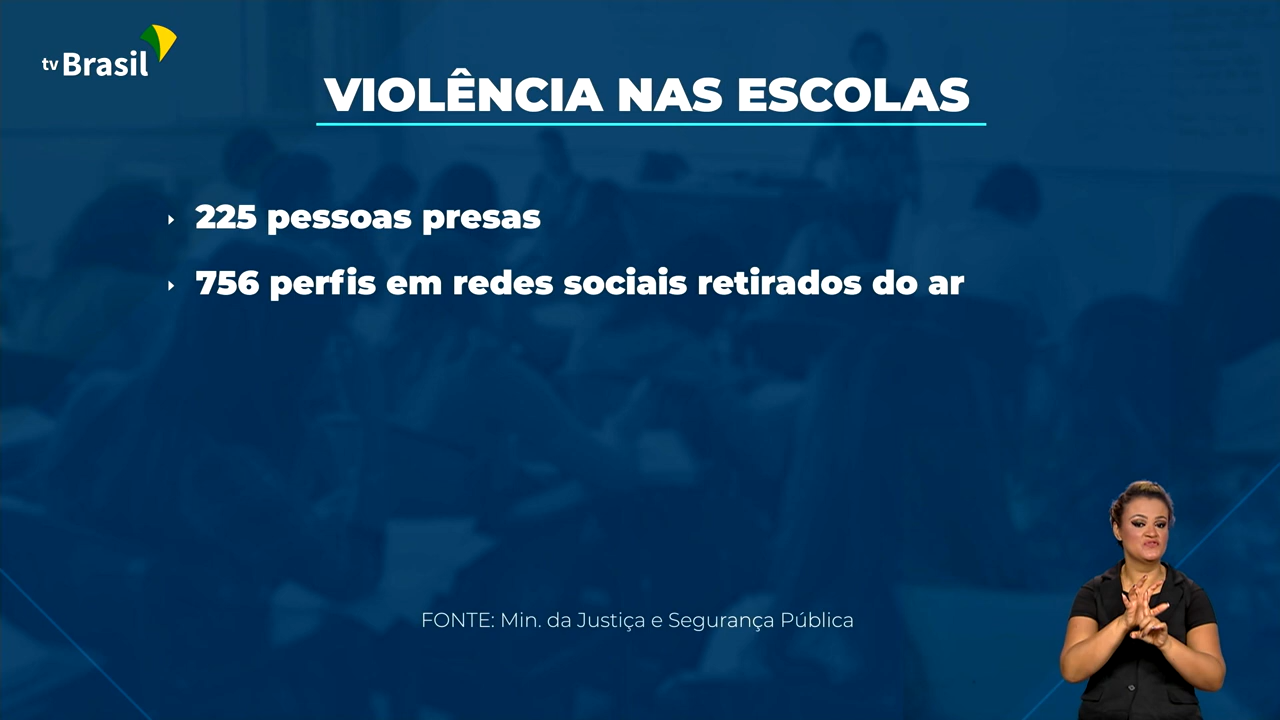 tv Brasil
VIOLÊNCIA NAS ESCOLAS
225 pessoas presas
756 perfis em redes sociais retirados do ar
FONTE: Min. da Justiça e Segurança Pública